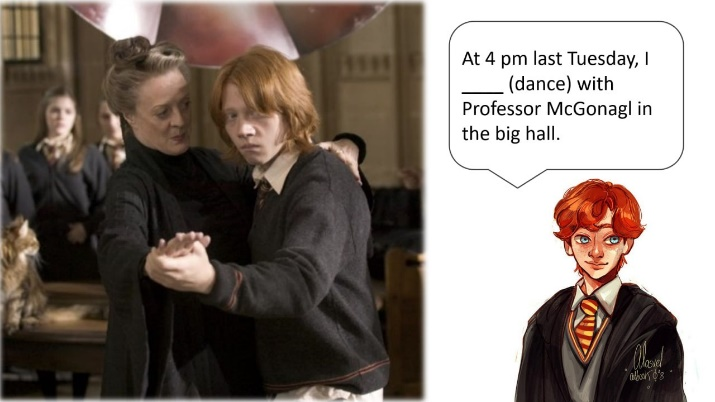 At 4 pm last Tuesday, I
____ (dance) with
Professor McGonagl in
the big hall.